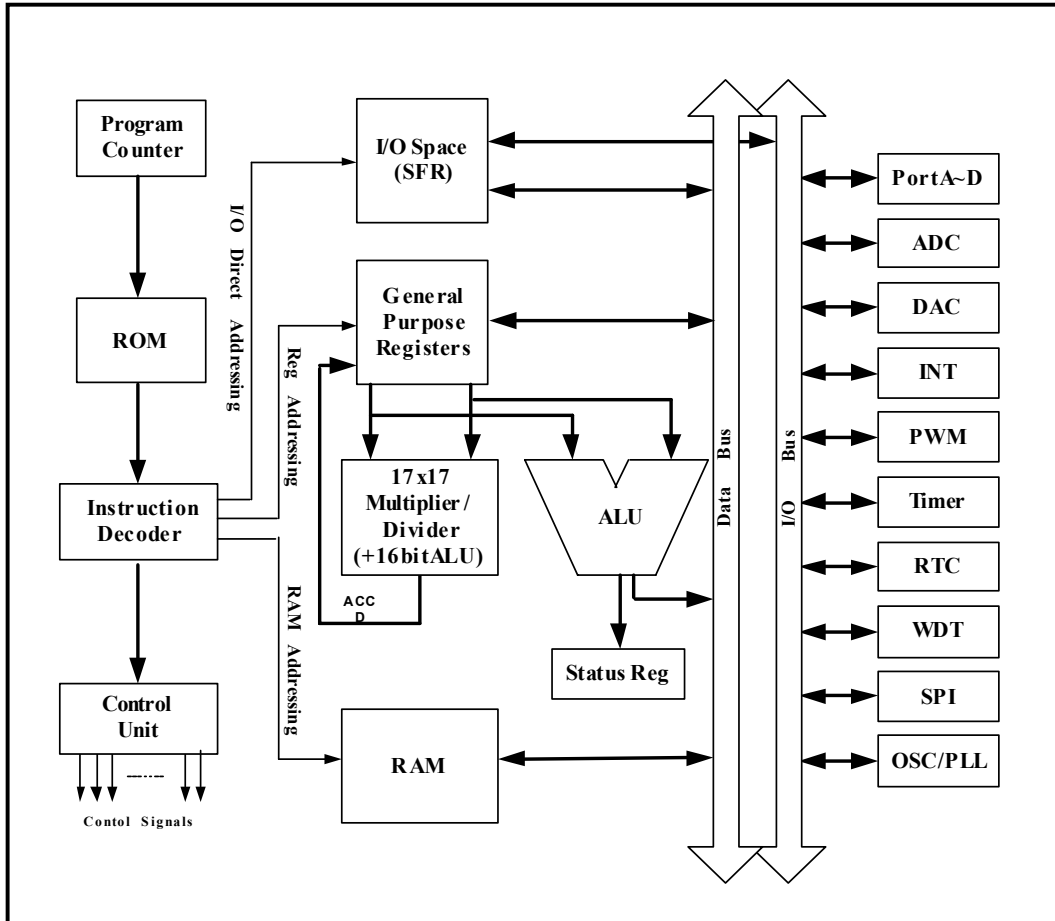 Program
Counter
ROM
Instruction
Decoder
Control
Unit
Contol Signals
I/O Direct Addressing
Reg Addressing
RAM Addressing
I/O Space
(SFR)
General
Purpose
Registers
17x17
Multiplier/
Divider
(+16bitALU)
ACC
D
ALU
Status Reg
RAM
Data Bus
I/O Bus
PortA~D
ADC
DAC
INT
PWM
Timer
RTC
WDT
SPI
OSC/PLL